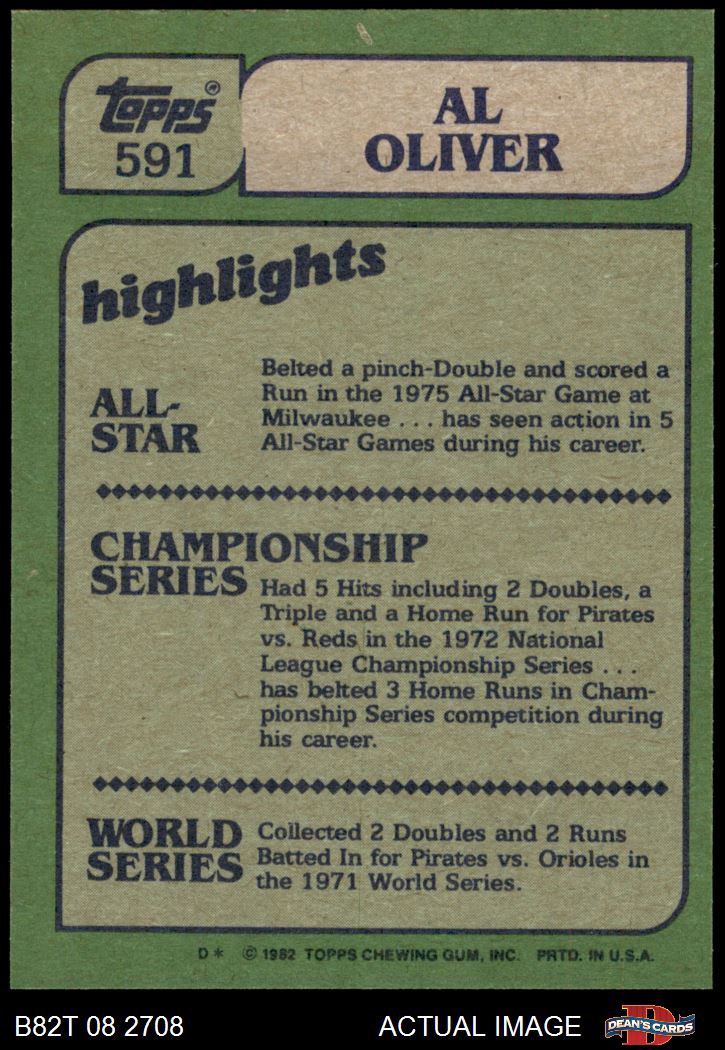 topps
591
AL
OLIVER
highlights
ALL-
STAR
Belted a pinch-Double and scored a
Run in the 1975 All-Star Game at
Milwaukee . . . has seen action in 5
All-Star Games during his career.
CHAMPIONSHIP
SERIES
Had 5 Hits including 2 Doubles, a
Triple and a Home Run for Pirates
vs. Reds in the 1972 National
League Championship Series . . .
has belted 3 Home Runs in Cham-
pionship Series competition during
his career.
WORLD
SERIES
Collected 2 Doubles and 2 Runs
Batted In for Pirates vs. Orioles in
the 1971 World Series.
D* © 1982 TOPPS CHEWING GUM, INC. PRTD. IN U.S.A.
B82T 08 2708 ACTUAL IMAGE
D
DEAN'S CARDS